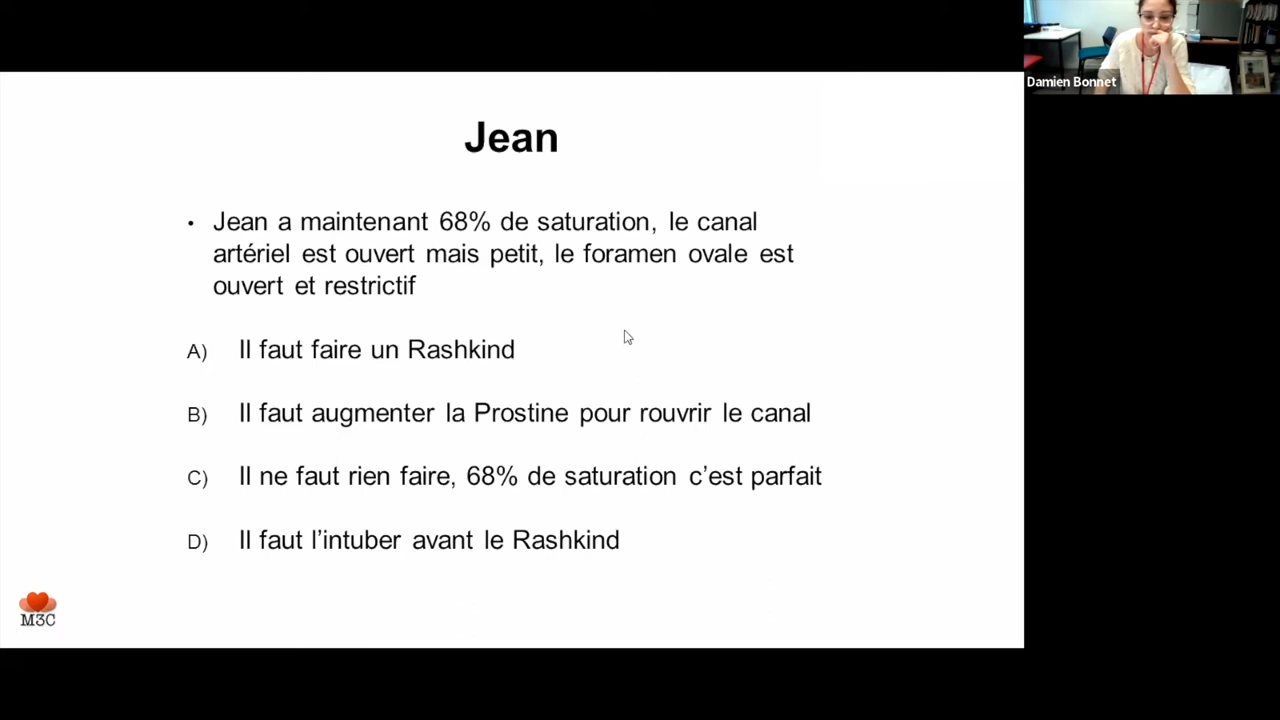 Damien Bonnet
Jean
• Jean a maintenant 68% de saturation, le canal
artériel est ouvert mais petit, le foramen ovale est
ouvert et restrictif
A) Il faut faire un Rashkind
B) Il faut augmenter la Prostine pour rouvrir le canal
C) Il ne faut rien faire, 68% de saturation c’est parfait
D) Il faut l’intuber avant le Rashkind
M3C